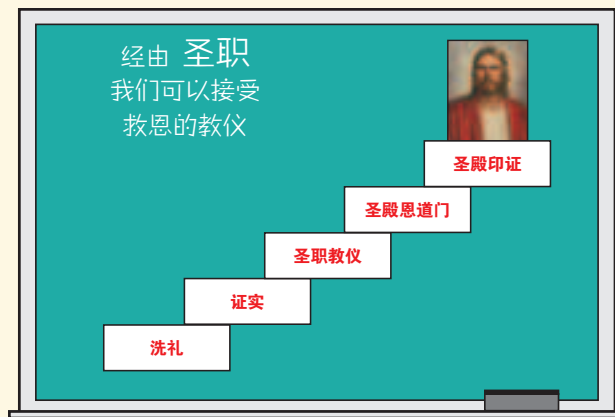 经由 圣职
我们可以接受
救恩的教仪
圣殿印证
圣殿恩道门
圣职教仪
证实
洗礼